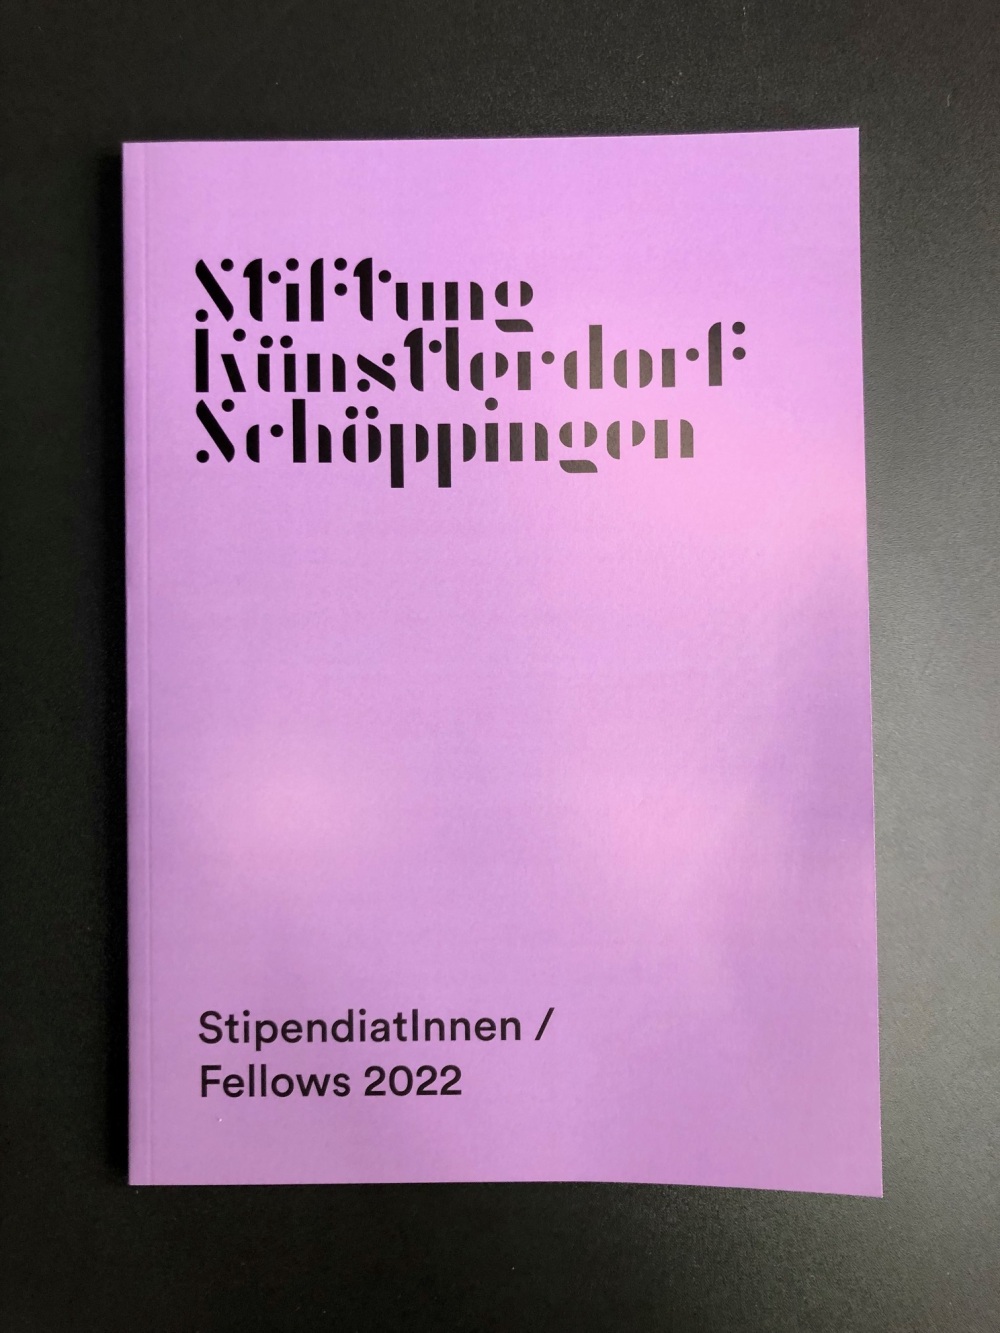 Stiftung
Künstlerdorf
Schöppingen
StipendiatInnen /
Fellows 2022